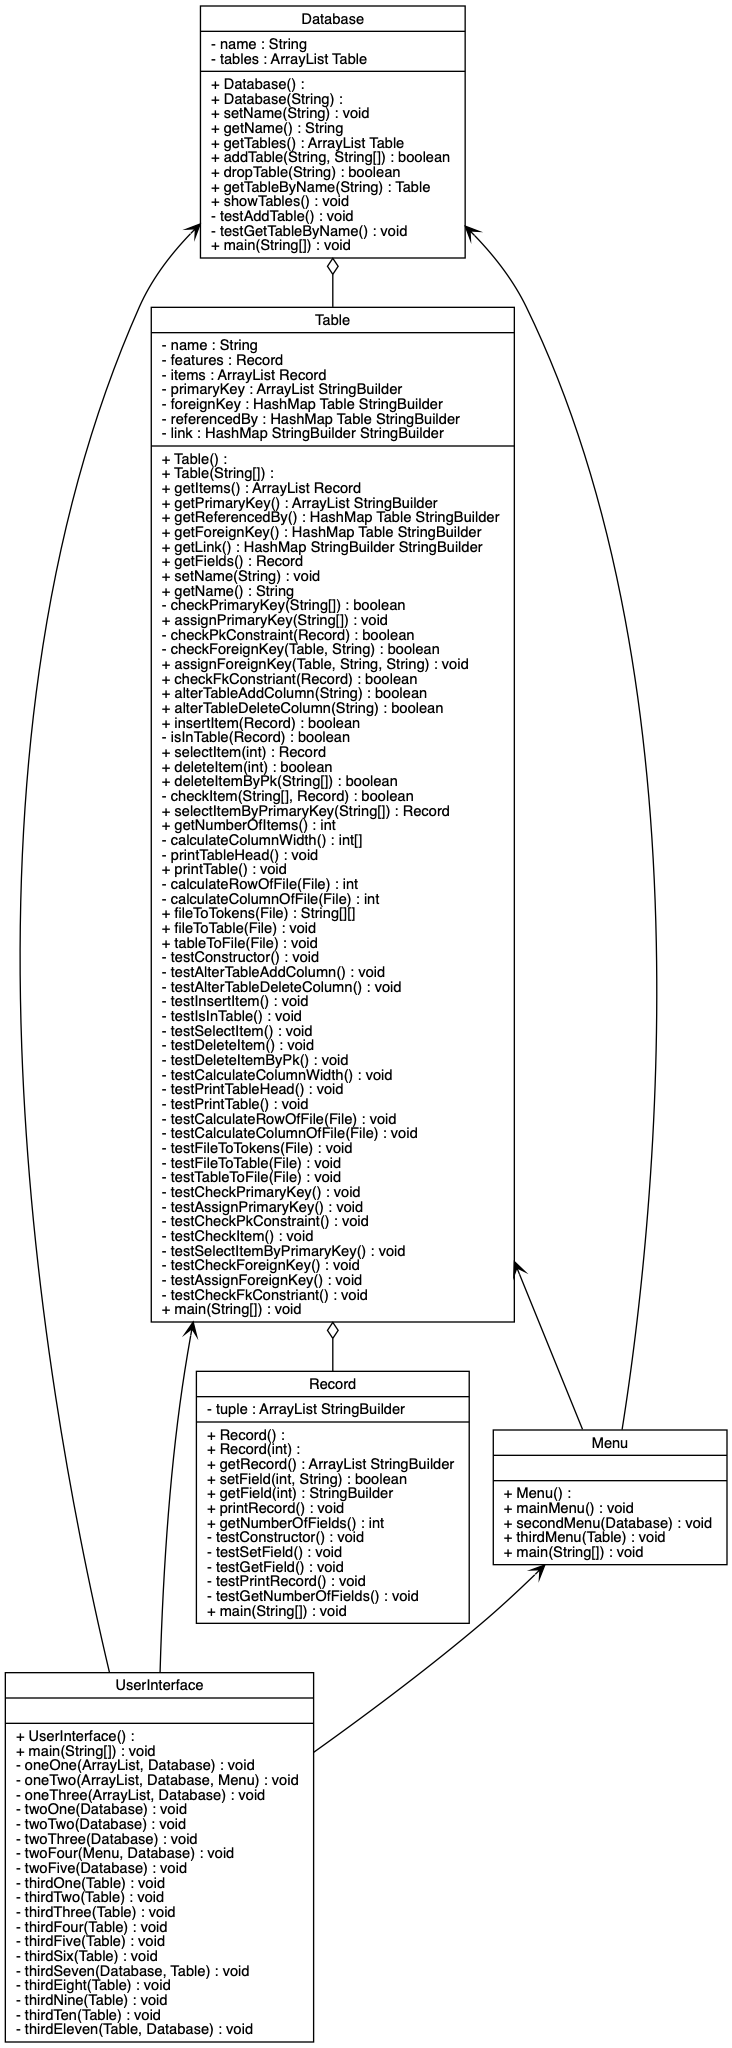 Database
- name : String
- tables : ArrayList Table
+ Database() :
+ Database(String) :
+ setName(String) : void
+ getName() : String
+ getTables() : ArrayList Table
+ addTable(String, String[]) : boolean
+ dropTable(String) : boolean
+ getTableByName(String) : Table
+ showTables() : void
- testAddTable() : void
- testGetTableByName() : void
+ main(String[]) : void
Table
- name : String
- features : Record
- items : ArrayList Record
- primaryKey : ArrayList StringBuilder
- foreignKey : HashMap Table StringBuilder
- referencedBy : HashMap Table StringBuilder
- link : HashMap StringBuilder StringBuilder
+ Table() :
+ Table(String[]) :
+ getItems() : ArrayList Record
+ getPrimaryKey() : ArrayList StringBuilder
+ getReferencedBy() : HashMap Table StringBuilder
+ getForeignKey() : HashMap Table StringBuilder
+ getLink() : HashMap StringBuilder StringBuilder
+ getFields() : Record
+ setName(String) : void
+ getName() : String
- checkPrimaryKey(String[]) : boolean
+ assignPrimaryKey(String[]) : void
- checkPkConstraint(Record) : boolean
- checkForeignKey(Table, String) : boolean
+ assignForeignKey(Table, String, String) : void
+ checkFkConstriant(Record) : boolean
+ alterTableAddColumn(String) : boolean
+ alterTableDeleteColumn(String) : boolean
+ insertItem(Record) : boolean
- isInTable(Record) : boolean
+ selectItem(int) : Record
+ deleteItem(int) : boolean
+ deleteItemByPk(String[]) : boolean
- checkItem(String[], Record) : boolean
+ selectItemByPrimaryKey(String[]) : Record
+ getNumberOfItems() : int
- calculateColumnWidth() : int[]
- printTableHead() : void
+ printTable() : void
- calculateRowOfFile(File) : int
- calculateColumnOfFile(File) : int
+ fileToTokens(File) : String[][]
+ fileToTable(File) : void
+ tableToFile(File) : void
- testConstructor() : void
- testAlterTableAddColumn() : void
- testAlterTableDeleteColumn() : void
- testInsertItem() : void
- testIsInTable() : void
- testSelectItem() : void
- testDeleteItem() : void
- testDeleteItemByPk() : void
- testCalculateColumnWidth() : void
- testPrintTableHead() : void
- testPrintTable() : void
- testCalculateRowOfFile(File) : void
- testCalculateColumnOfFile(File) : void
- testFileToTokens(File) : void
- testFileToTable(File) : void
- testTableToFile(File) : void
- testCheckPrimaryKey() : void
- testAssignPrimaryKey() : void
- testCheckPkConstraint() : void
- testCheckItem() : void
- testSelectItemByPrimaryKey() : void
- testCheckForeignKey() : void
- testAssignForeignKey() : void
- testCheckFkConstriant() : void
+ main(String[]) : void
Record
- tuple : ArrayList StringBuilder
+ Record() :
+ Record(int) :
+ getRecord() : ArrayList StringBuilder
+ setField(int, String) : boolean
+ getField(int) : StringBuilder
+ printRecord() : void
+ getNumberOfFields() : int
- testConstructor() : void
- testSetField() : void
- testGetField() : void
- testPrintRecord() : void
- testGetNumberOfFields() : void
+ main(String[]) : void
Menu
+ Menu() :
+ mainMenu() : void
+ secondMenu(Database) : void
+ thirdMenu(Table) : void
+ main(String[]) : void
UserInterface
+ UserInterface() :
+ main(String[]) : void
- oneOne(ArrayList, Database) : void
- oneTwo(ArrayList, Database, Menu) : void
- oneThree(ArrayList, Database) : void
- twoOne(Database) : void
- twoTwo(Database) : void
- twoThree(Database) : void
- twoFour(Menu, Database) : void
- twoFive(Database) : void
- thirdOne(Table) : void
- thirdTwo(Table) : void
- thirdThree(Table) : void
- thirdFour(Table) : void
- thirdFive(Table) : void
- thirdSix(Table) : void
- thirdSeven(Database, Table) : void
- thirdEight(Table) : void
- thirdNine(Table) : void
- thirdTen(Table) : void
- thirdEleven(Table, Database) : void